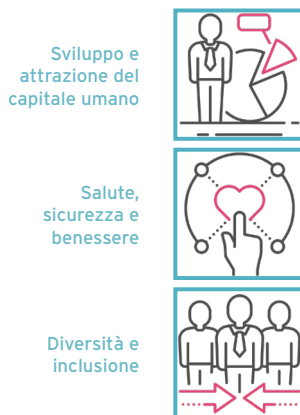 Sviluppo e
attrazione del
capitale umano
Salute,
sicurezza e
benessere
Diversità e
inclusione